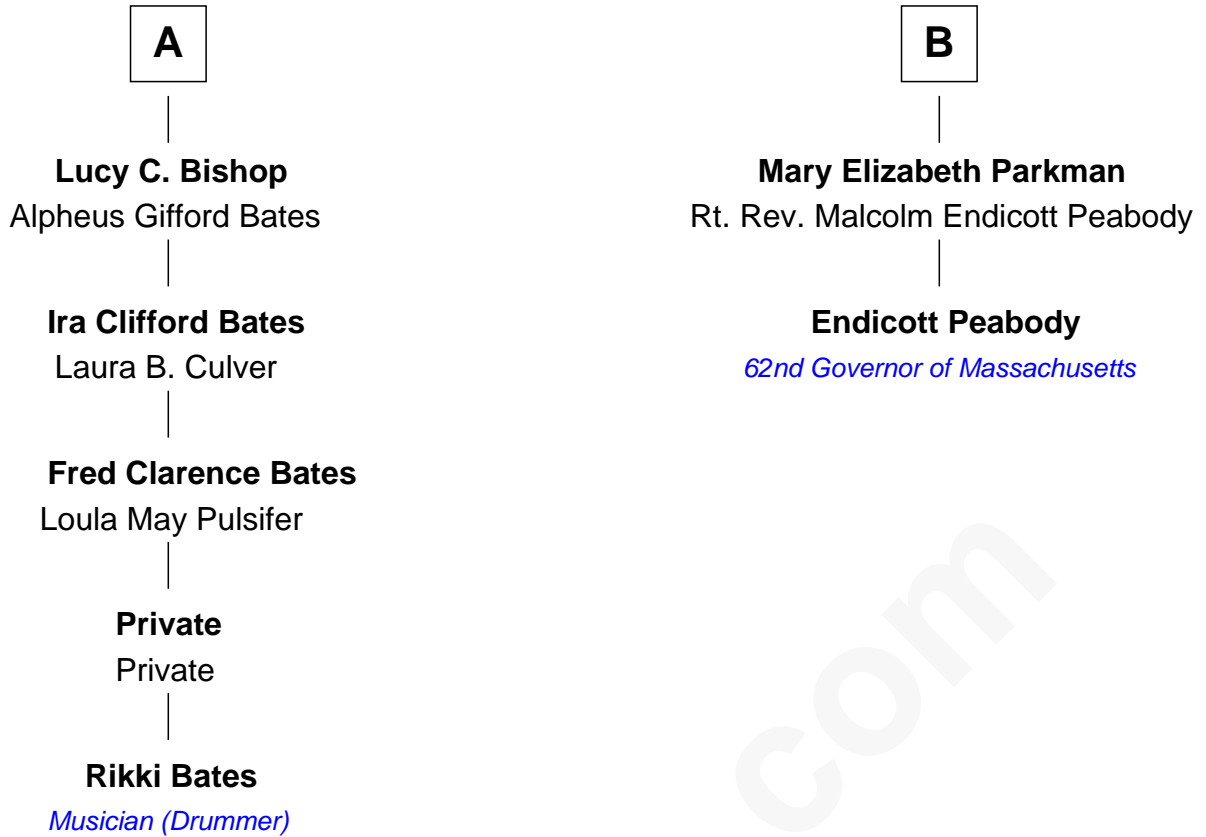 A
Lucy C. Bishop
Alpheus Gifford Bates
Ira Clifford Bates
Laura B. Culver
Fred Clarence Bates
Loula May Pulsifer
Private
Private
Rikki Bates
Musician (Drummer)
B
Mary Elizabeth Parkman
Rt. Rev. Malcolm Endicott Peabody
Endicott Peabody
62nd Governor of Massachusetts
com